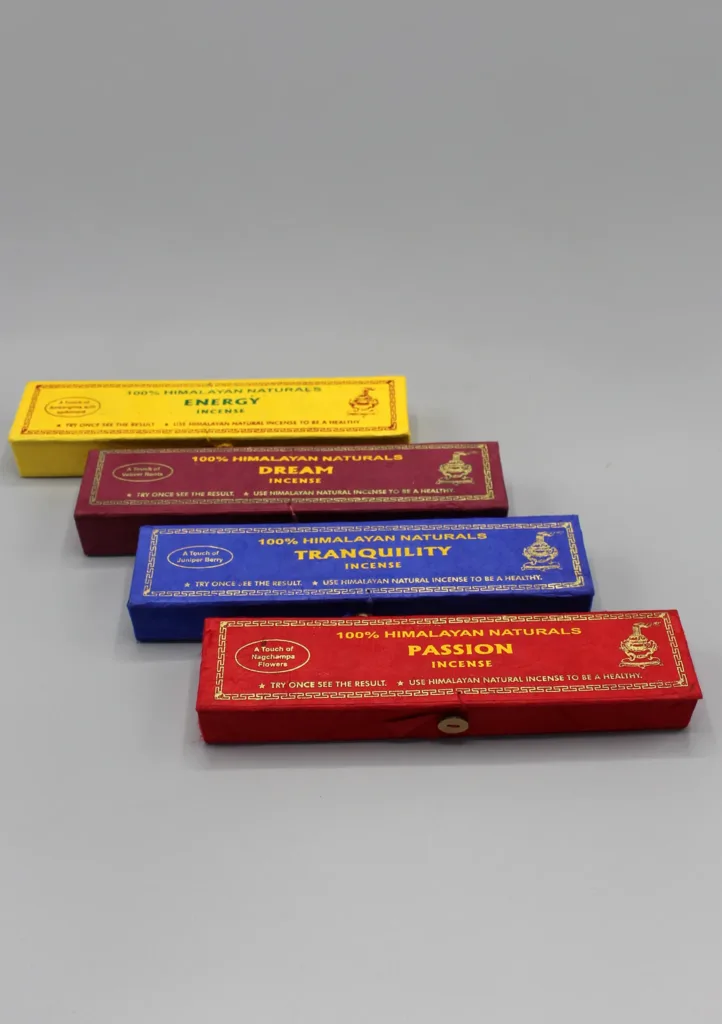 100% HIMALAYAN NATURALS
ENERGY
INCENSE
A Touch of
★ TRY ONCE SEE THE RESULT. ★ USE HIMALAYAN NATURAL INCENSE TO BE A HEALTHY.
100% HIMALAYAN NATURALS
DREAM
INCENSE
A Touch of
★ TRY ONCE SEE THE RESULT. ★ USE HIMALAYAN NATURAL INCENSE TO BE A HEALTHY.
100% HIMALAYAN NATURALS
TRANQUILITY
INCENSE
A Touch of
Juniper Berry
★ TRY ONCE SEE THE RESULT. ★ USE HIMALAYAN NATURAL INCENSE TO BE A HEALTHY.
100% HIMALAYAN NATURALS
PASSION
INCENSE
A Touch of
Nagchampa
Flowers
★ TRY ONCE SEE THE RESULT. ★ USE HIMALAYAN NATURAL INCENSE TO BE A HEALTHY.